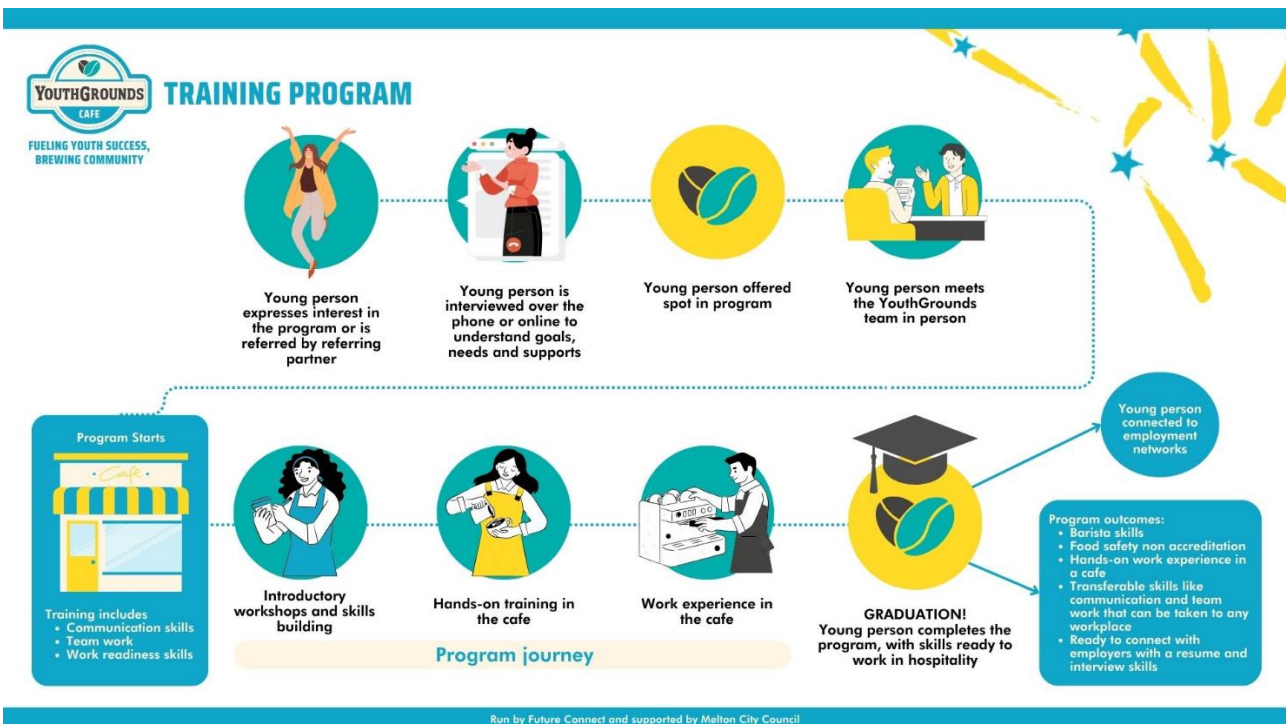 YOUTHGROUNDS
CAFE
FUELING YOUTH SUCCESS,
BREWING COMMUNITY
TRAINING PROGRAM
Young person
expresses interest in
the program or is
referred by referring
partner
Young person is
interviewed over the
phone or online to
understand goals,
needs and supports
Young person offered
spot in program
Young person meets
the YouthGrounds
team in person
Program Starts
Café
Training includes
• Communication skills
• Team work
• Work readiness skills
Introductory
workshops and skills
building
Hands-on training in
the cafe
Work experience in
the cafe
Program journey
GRADUATION!
Young person completes the
program, with skills ready to
work in hospitality
Young person
connected to
employment
networks
Program outcomes:
• Barista skills
• Food safety non accreditation
• Hands-on work experience in
a cafe
• Transferable skills like
communication and team
work that can be taken to any
workplace
• Ready to connect with
employers with a resume and
interview skills
Run by Future Connect and supported by Melton City Council